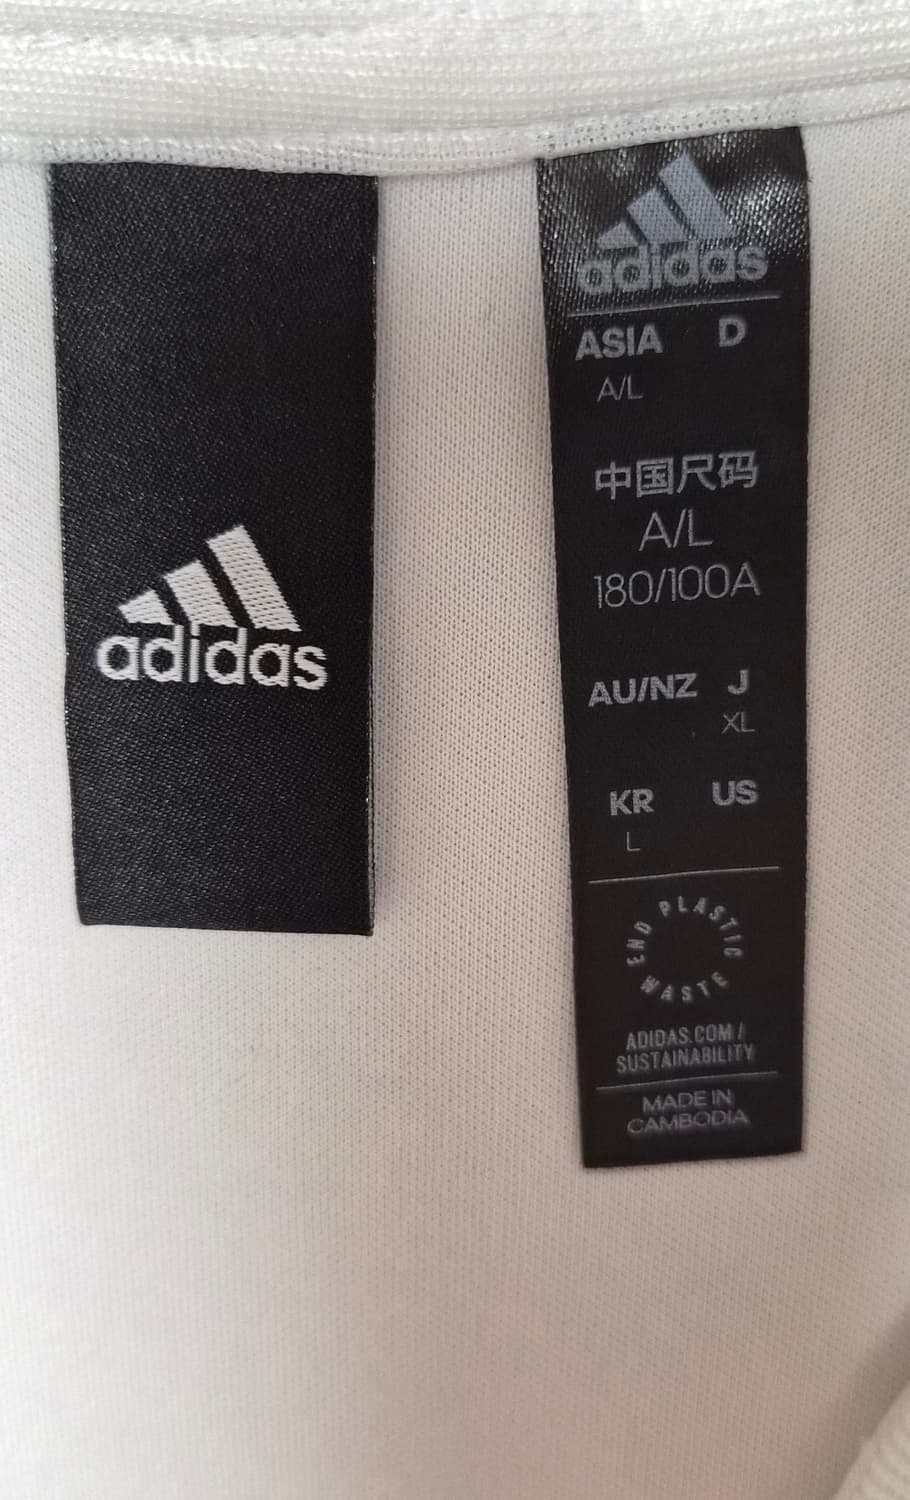 adidas
adidas
ASIA D
A/L
中国尺码
A/L
180/100A
AU/NZ J
XL
KR US
L
END PLASTIC WASTE
ADIDAS.COM/
SUSTAINABILITY
MADE IN
CAMBODIA